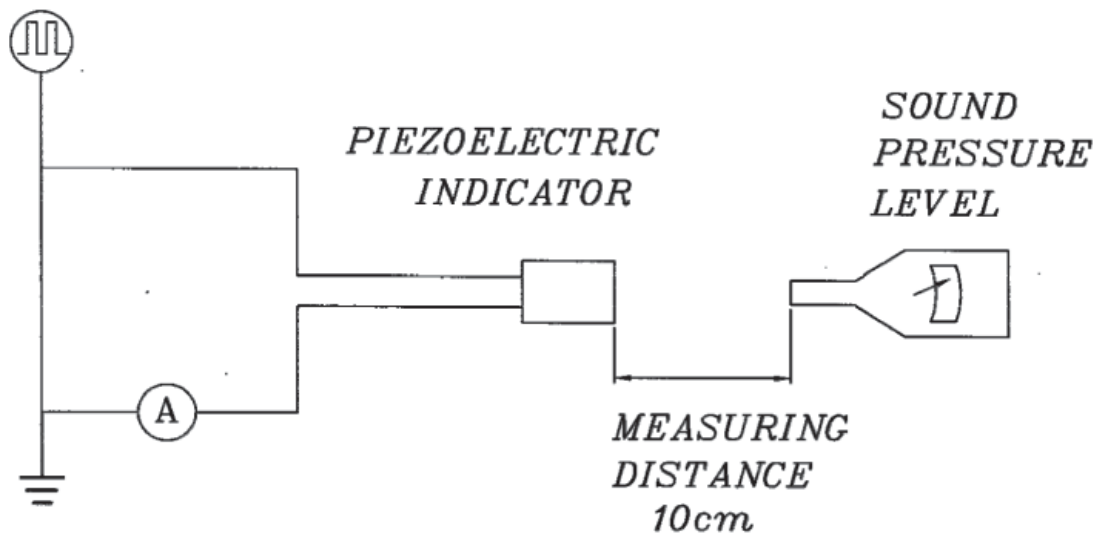 PIEZOELECTRIC
INDICATOR
SOUND
PRESSURE
LEVEL
A
MEASURING
DISTANCE
10cm